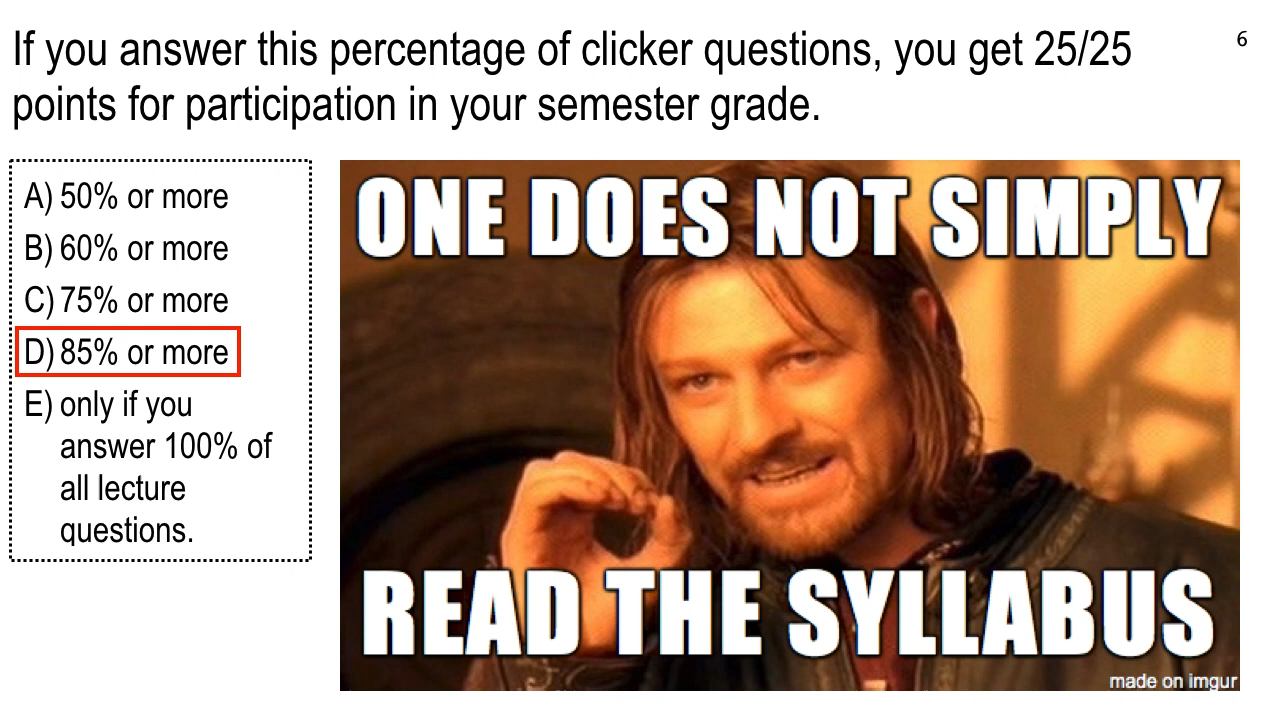 If you answer this percentage of clicker questions, you get 25/25
points for participation in your semester grade.
6
A) 50% or more
B) 60% or more
C) 75% or more
D) 85% or more
E) only if you
answer 100% of
all lecture
questions.
ONE DOES NOT SIMPLY
READ THE SYLLABUS
made on imgur